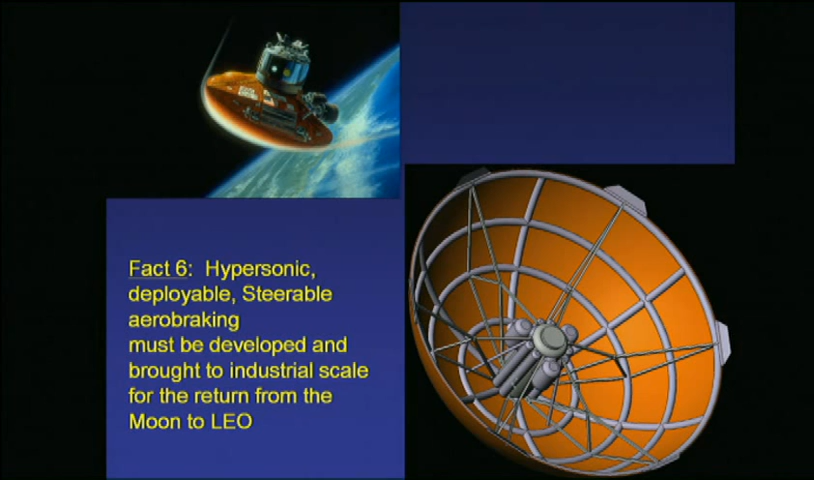 Fact 6: Hypersonic,
deployable, Steerable
aerobraking
must be developed and
brought to industrial scale
for the return from the
Moon to LEO